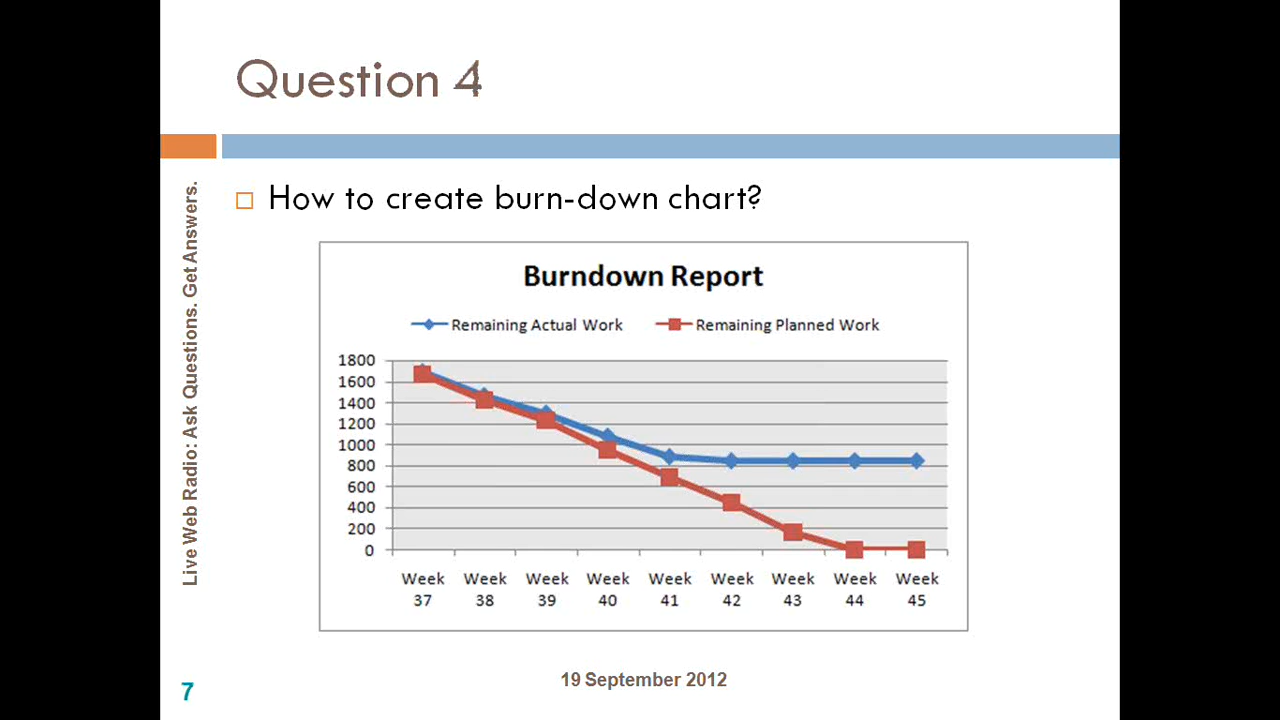 Question 4
Live Web Radio: Ask Questions. Get Answers.
How to create burn-down chart?
Burndown Report
Remaining Actual Work Remaining Planned Work
1800
1600
1400
1200
1000
800
600
400
200
0
Week Week Week Week Week Week Week Week Week
37 38 39 40 41 42 43 44 45
19 September 2012
7